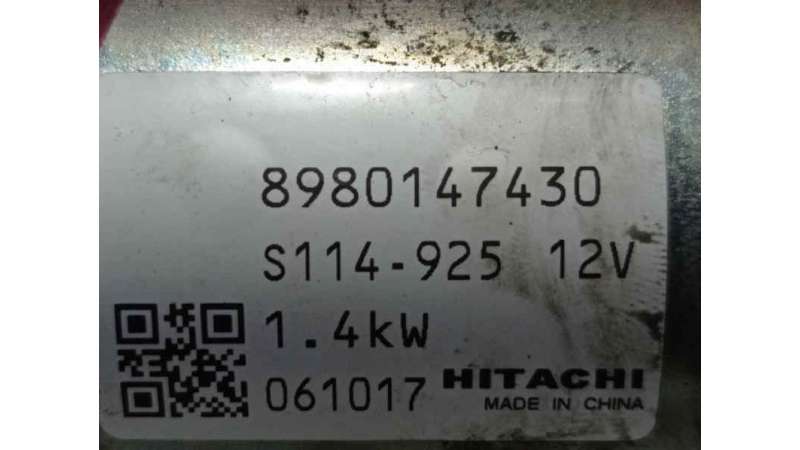 8980147430
S114-925 12V
1.4kW
061017 HITACHI
MADE IN CHINA